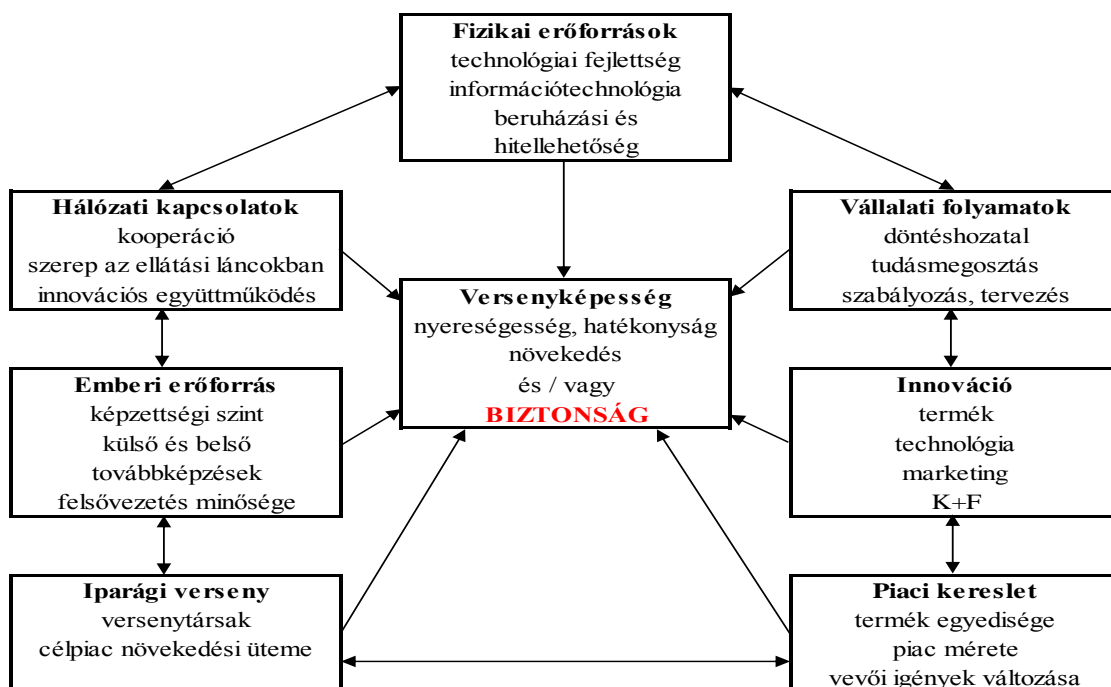 Fizikai erőforrások
technológiai fejlettség
információtechnológia
beruházási és
hitellehetőség
Hálózati kapcsolatok
kooperáció
szerep az ellátási láncokban
innovációs együttműködés
Vállalati folyamatok
döntéshozatal
tudásmegosztás
szabályozás, tervezés
Versenyképesség
nyereségesség, hatékonyság
növekedés
és / vagy
BIZTONSÁG
Emberi erőforrás
képzettségi szint
külső és belső
továbbképzések
felsővezetés minősége
Innováció
termék
technológia
marketing
K+F
Iparági verseny
versenytársak
célpiac növekedési üteme
Piaci kereslet
termék egyedisége
piac mérete
vevői igények változása